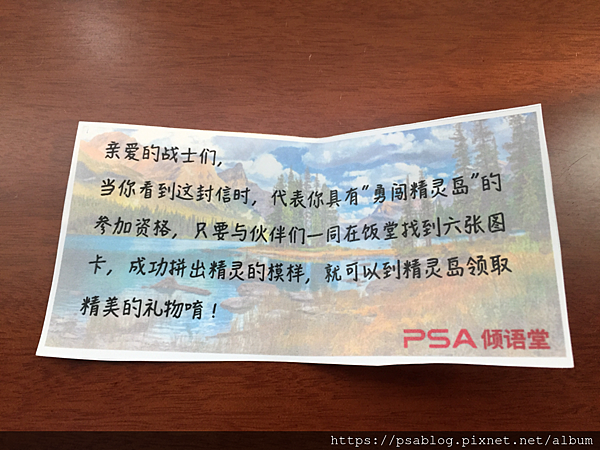 亲爱的战士们,
当你看到这封信时, 代表你具有"勇闯精灵岛"的
参加资格, 只要与伙伴们一同在饭堂找到六张图
卡, 成功拼出精灵的模样, 就可以到精灵岛领取
精美的礼物唷!
PSA 倾语堂
https://psablog.pixnet.net/album